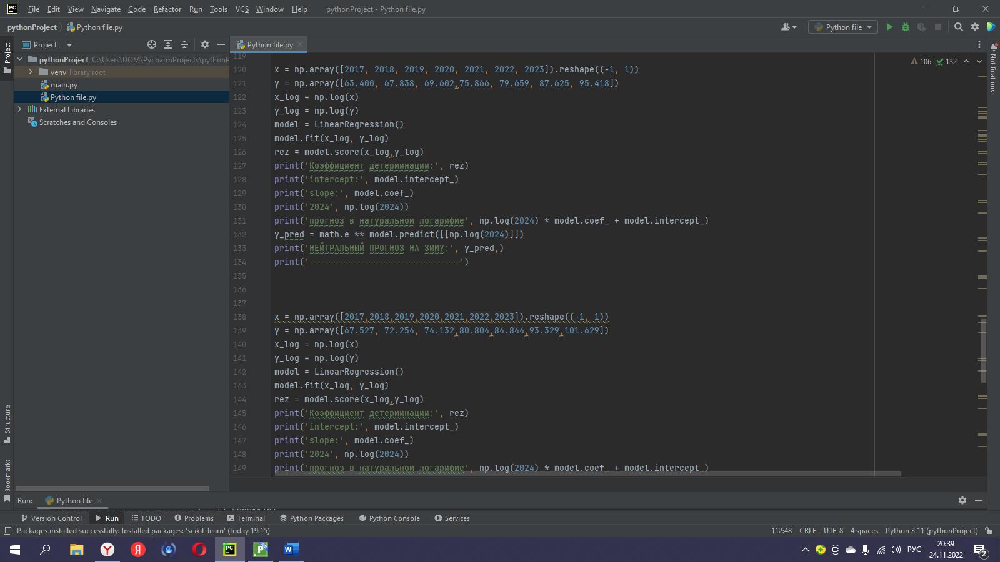 PC File Edit View Navigate Code Refactor Run Tools VCS Window Help pythonProject - Python file.py
pythonProject Python file.py Python file
Project Python file.py
pythonProject C:\Users\DOM\PycharmProjects\pythonP
venv library root
main.py
Python file.py
External Libraries
Scratches and Consoles
Project
Structure
Bookmarks
Notifications
106 132
119
120 x = np.array([2017, 2018, 2019, 2020, 2021, 2022, 2023]).reshape((-1, 1))
121 y = np.array([63.400, 67.838, 69.602,75.866, 79.659, 87.625, 95.418])
122 x_log = np.log(x)
123 y_log = np.log(y)
124 model = LinearRegression()
125 model.fit(x_log, y_log)
126 rez = model.score(x_log,y_log)
127 print('Коэффициент детерминации:', rez)
128 print('intercept:', model.intercept_)
129 print('slope:', model.coef_)
130 print('2024', np.log(2024))
131 print('прогноз в натуральном логарифме', np.log(2024) * model.coef_ + model.intercept_)
132 y_pred = math.e ** model.predict([[np.log(2024)]])
133 print('НЕЙТРАЛЬНЫЙ ПРОГНОЗ НА ЗИМУ:', y_pred,)
134 print('------------------------------')
135
136
137
138 x = np.array([2017,2018,2019,2020,2021,2022,2023]).reshape((-1, 1))
139 y = np.array([67.527, 72.254, 74.132,80.804,84.844,93.329,101.629])
140 x_log = np.log(x)
141 y_log = np.log(y)
142 model = LinearRegression()
143 model.fit(x_log, y_log)
144 rez = model.score(x_log,y_log)
145 print('Коэффициент детерминации:', rez)
146 print('intercept:', model.intercept_)
147 print('slope:', model.coef_)
148 print('2024', np.log(2024))
149 print('прогноз в натуральном логарифме', np.log(2024) * model.coef_ + model.intercept_)
Run: Python file
Version Control Run TODO Problems Terminal Python Packages Python Console Services
Packages installed successfully: Installed packages: 'scikit-learn' (today 19:15) 112:48 CRLF UTF-8 4 spaces Python 3.11 (pythonProject)
РУС 20:39
24.11.2022
2